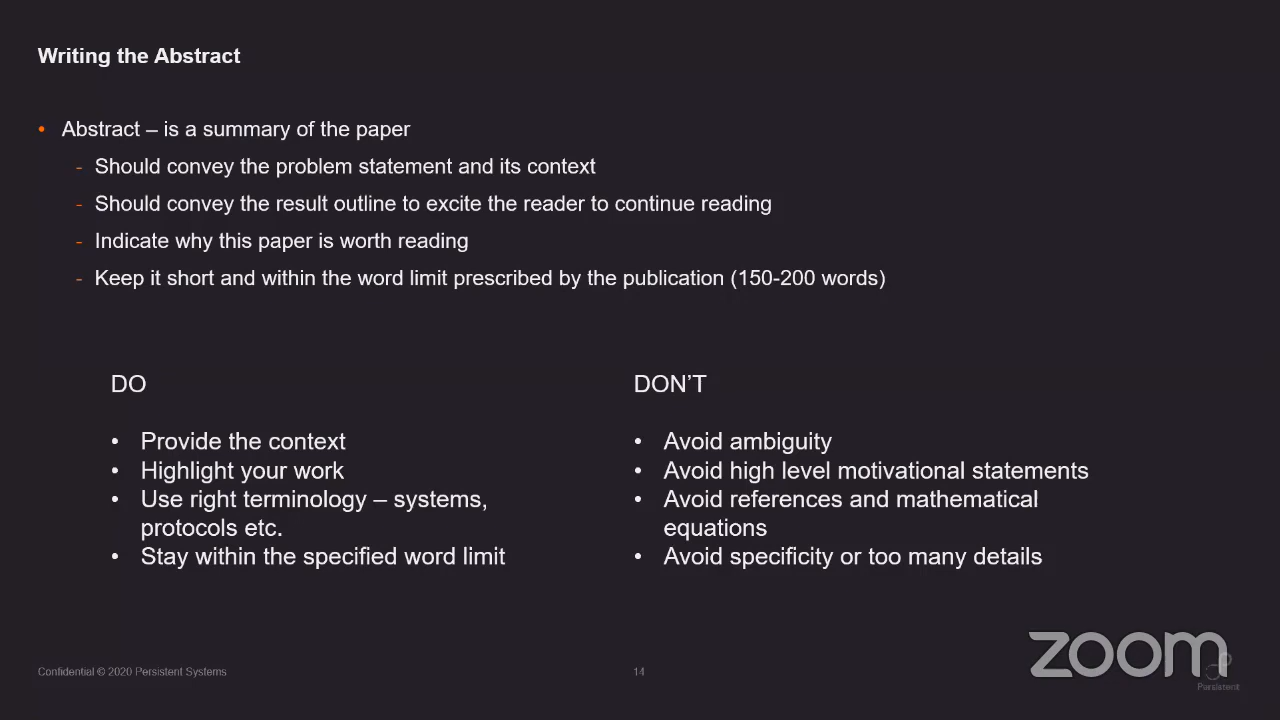 Writing the Abstract
• Abstract – is a summary of the paper
- Should convey the problem statement and its context
- Should convey the result outline to excite the reader to continue reading
- Indicate why this paper is worth reading
- Keep it short and within the word limit prescribed by the publication (150-200 words)
DO
• Provide the context
• Highlight your work
• Use right terminology – systems,
protocols etc.
• Stay within the specified word limit
DON’T
• Avoid ambiguity
• Avoid high level motivational statements
• Avoid references and mathematical
equations
• Avoid specificity or too many details
Confidential © 2020 Persistent Systems
14
zoom
Persistent